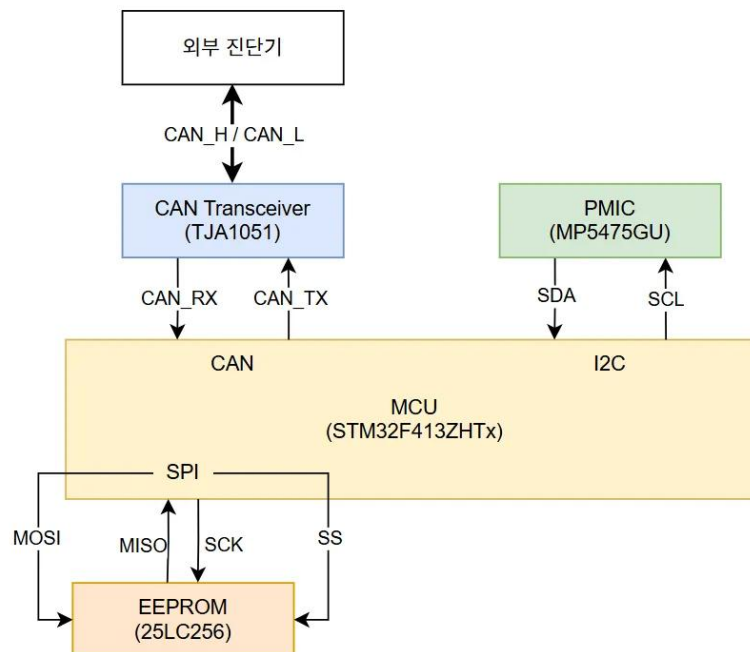 외부 진단기
CAN_H / CAN_L
CAN Transceiver
(TJA1051)
PMIC
(MP5475GU)
CAN_RX
CAN_TX
SDA
SCL
CAN
I2C
MCU
(STM32F413ZHTx)
SPI
MOSI
MISO
SCK
SS
EEPROM
(25LC256)